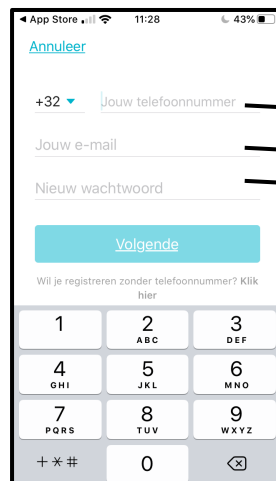 ◀ App Store 11:28 43%
Annuleer
+32 Jouw telefoonnummer
Jouw e-mail
Nieuw wachtwoord
Volgende
Wil je registreren zonder telefoonnummer? Klik
hier
1 2 3
ABC DEF
4 5 6
GHI JKL MNO
7 8 9
PQRS TUV WXYZ
+*# 0